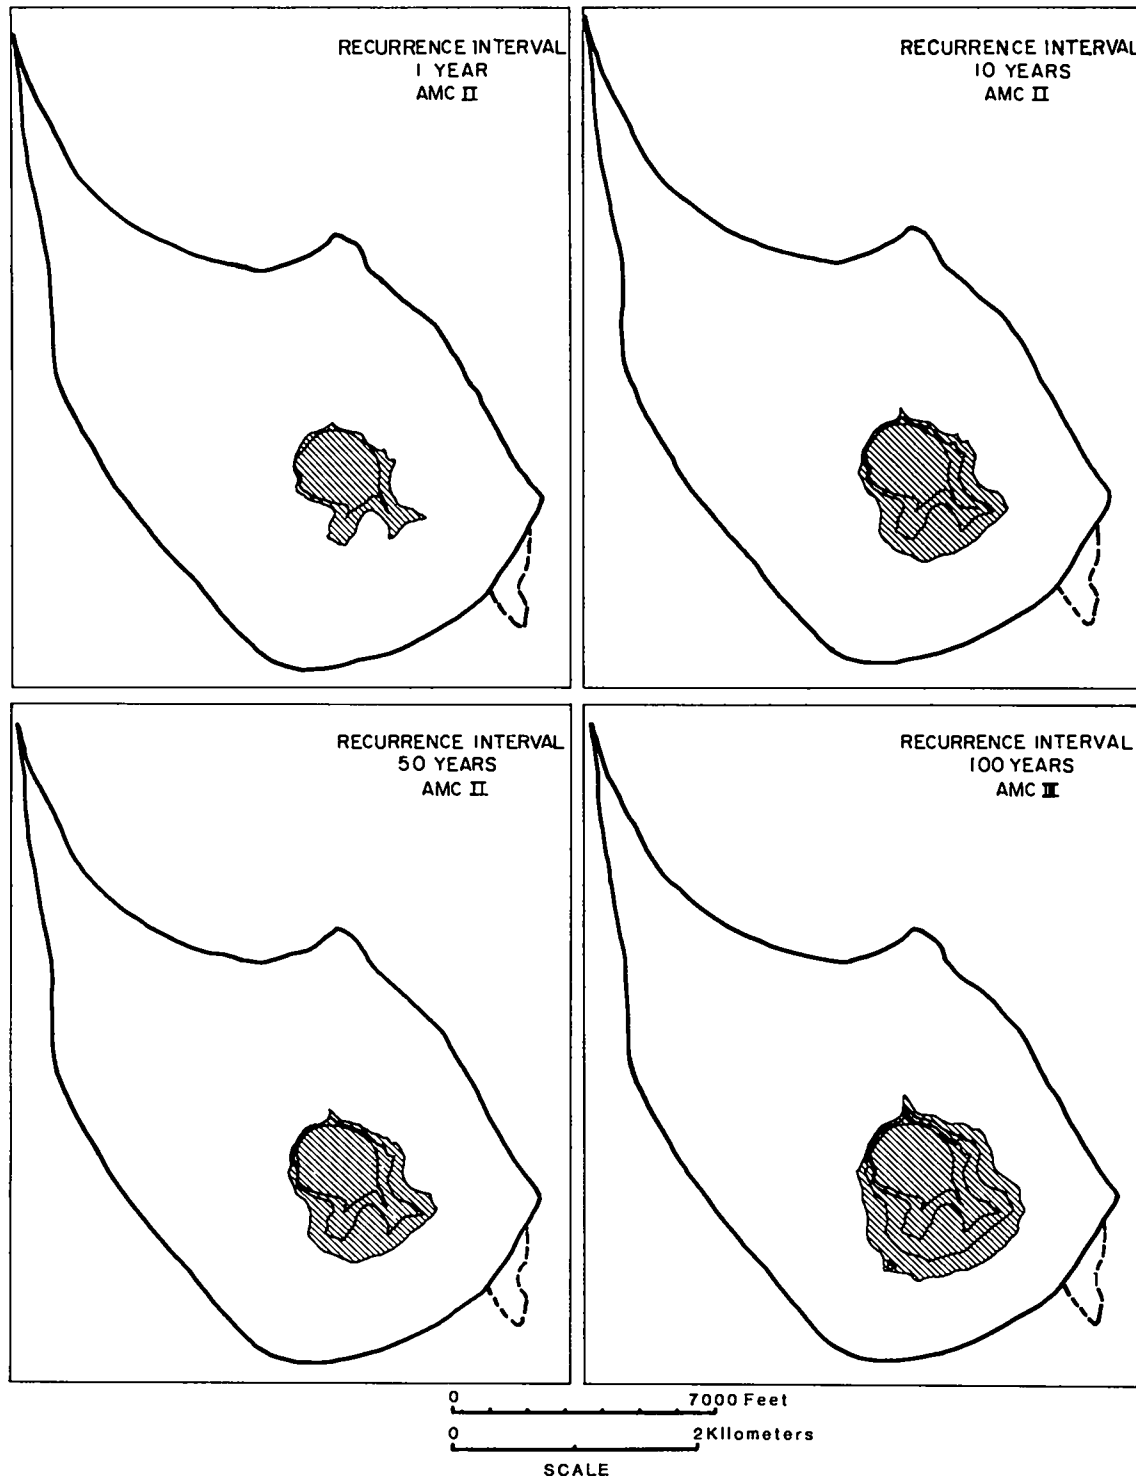 RECURRENCE INTERVAL
1 YEAR
AMC II
RECURRENCE INTERVAL
10 YEARS
AMC II
RECURRENCE INTERVAL
50 YEARS
AMC II
RECURRENCE INTERVAL
100 YEARS
AMC III
0 7000 Feet
0 2 Kilometers
SCALE